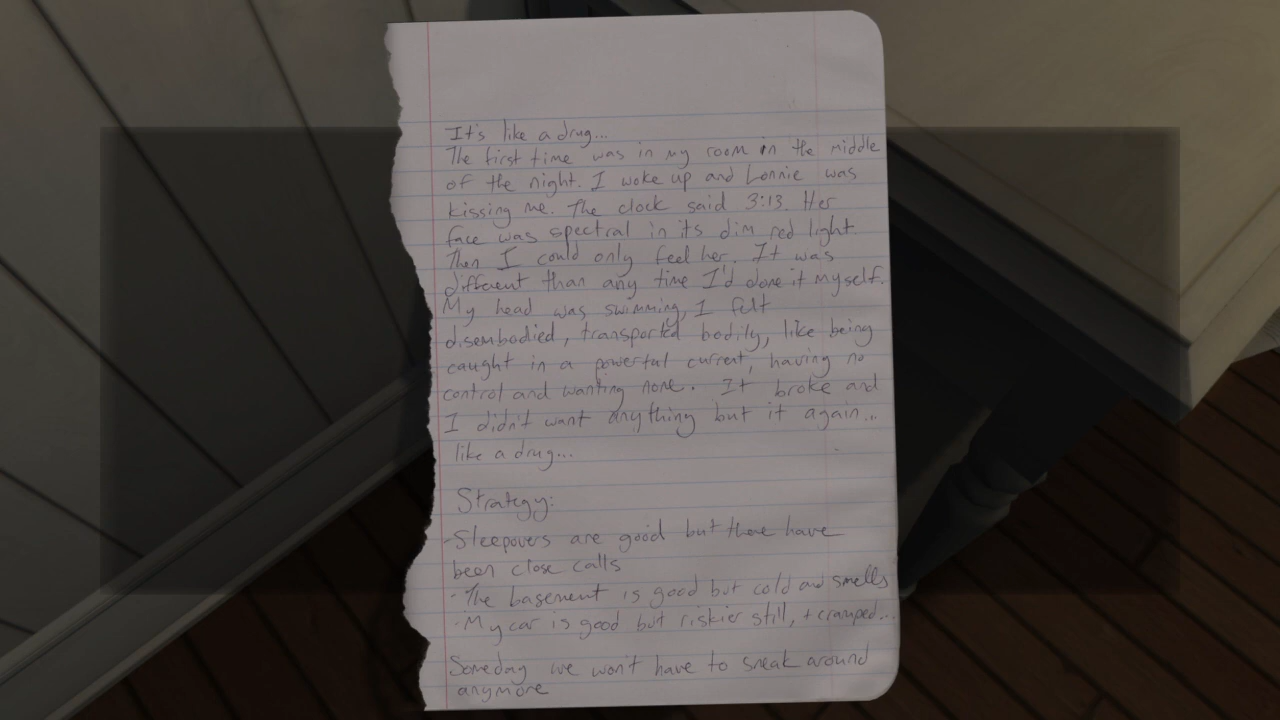 It's like a drug...
The first time was in my room in the middle
of the night. I woke up and Lonnie was
kissing me. The clock said 3:13. Her
face was spectral in its dim red light.
Then I could only feel her. It was
different than any time I'd done it myself.
My head was swimming, I felt
disembodied, transported bodily, like being
caught in a powerful current, having no
control and wanting none. It broke and
I didn't want anything but it again...
like a drug...
Strategy:
-Sleepovers are good but there have
been close calls
-The basement is good but cold and smells
-My car is good but riskier still, + cramped...
Someday we won't have to sneak around
anymore